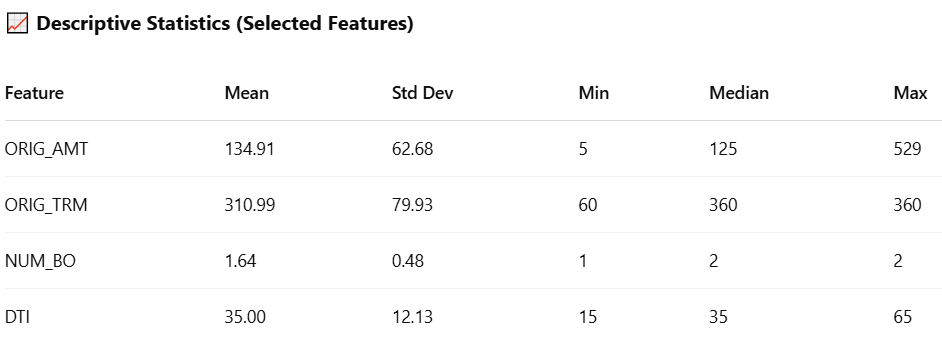 📈 Descriptive Statistics (Selected Features)
Feature Mean Std Dev Min Median Max
ORIG_AMT 134.91 62.68 5 125 529
ORIG_TRM 310.99 79.93 60 360 360
NUM_BO 1.64 0.48 1 2 2
DTI 35.00 12.13 15 35 65